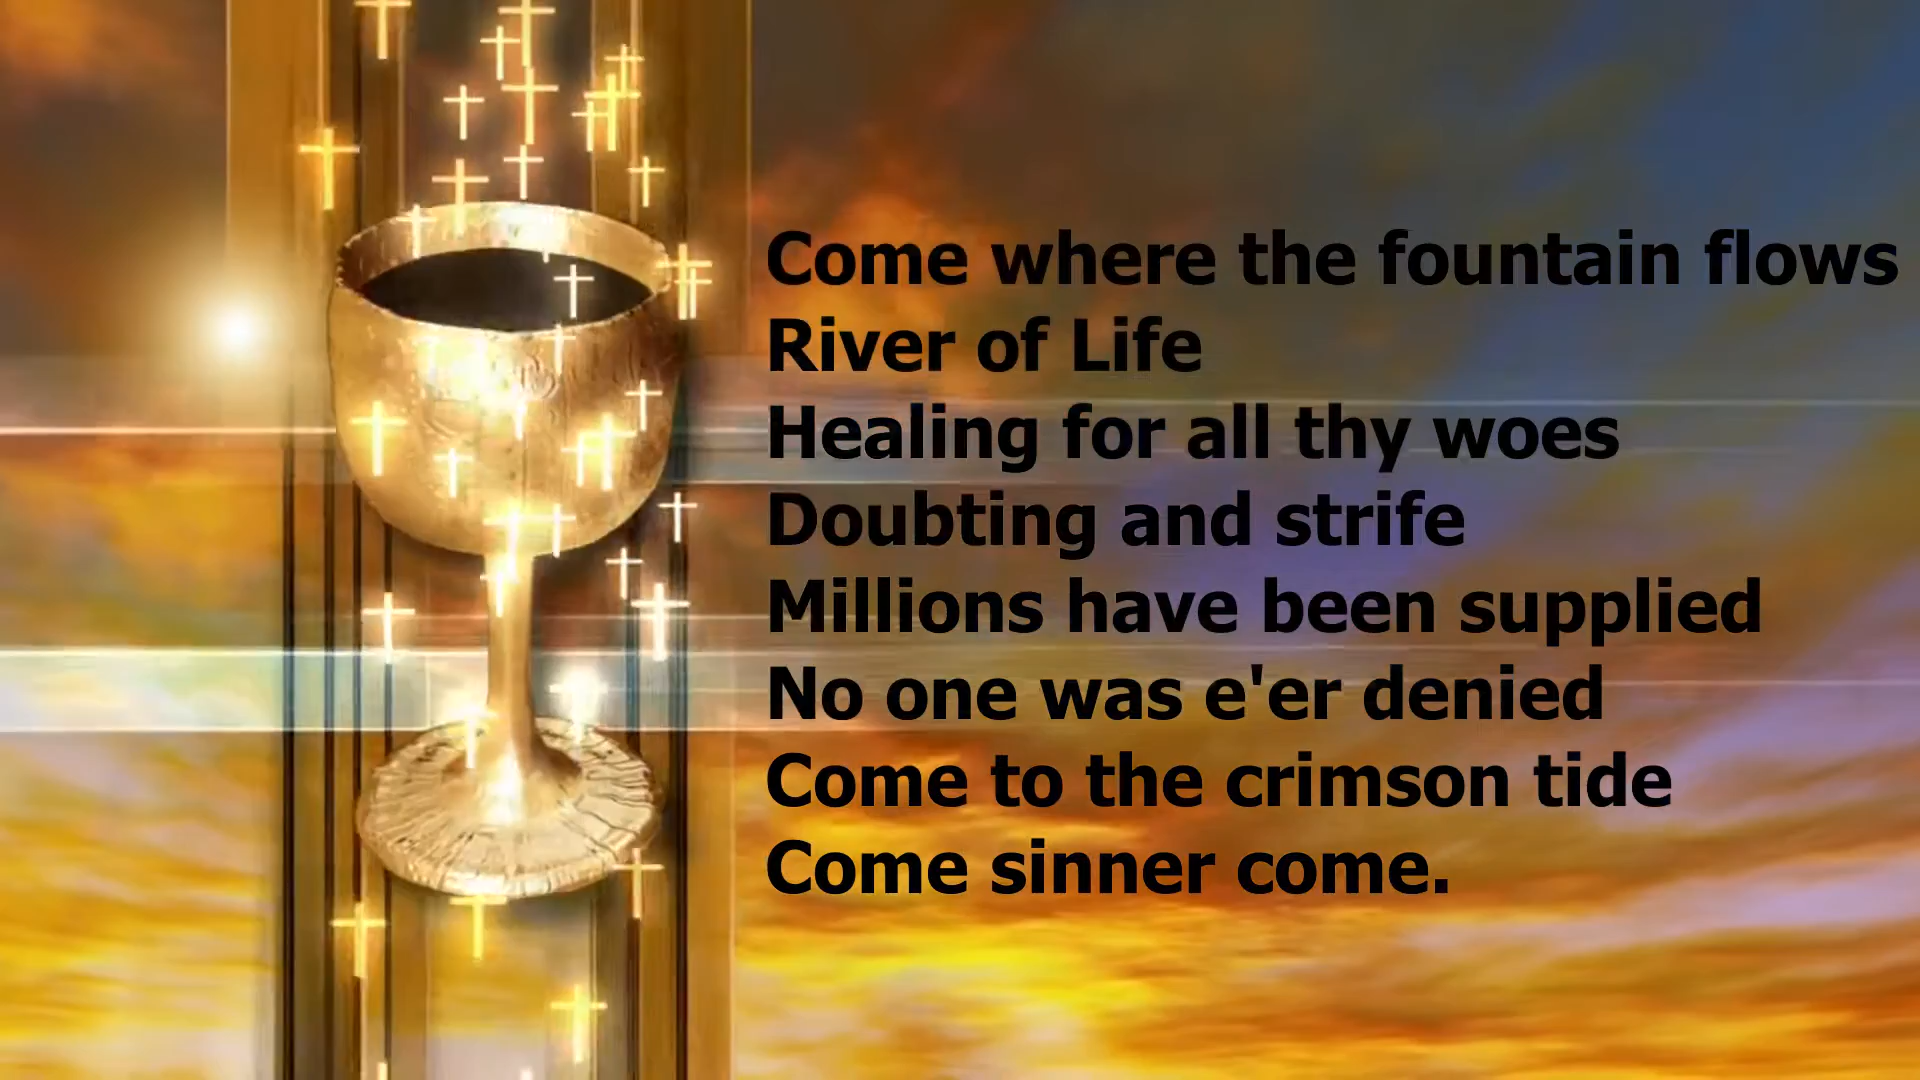 Come where the fountain flows
River of Life
Healing for all thy woes
Doubting and strife
Millions have been supplied
No one was e'er denied
Come to the crimson tide
Come sinner come.